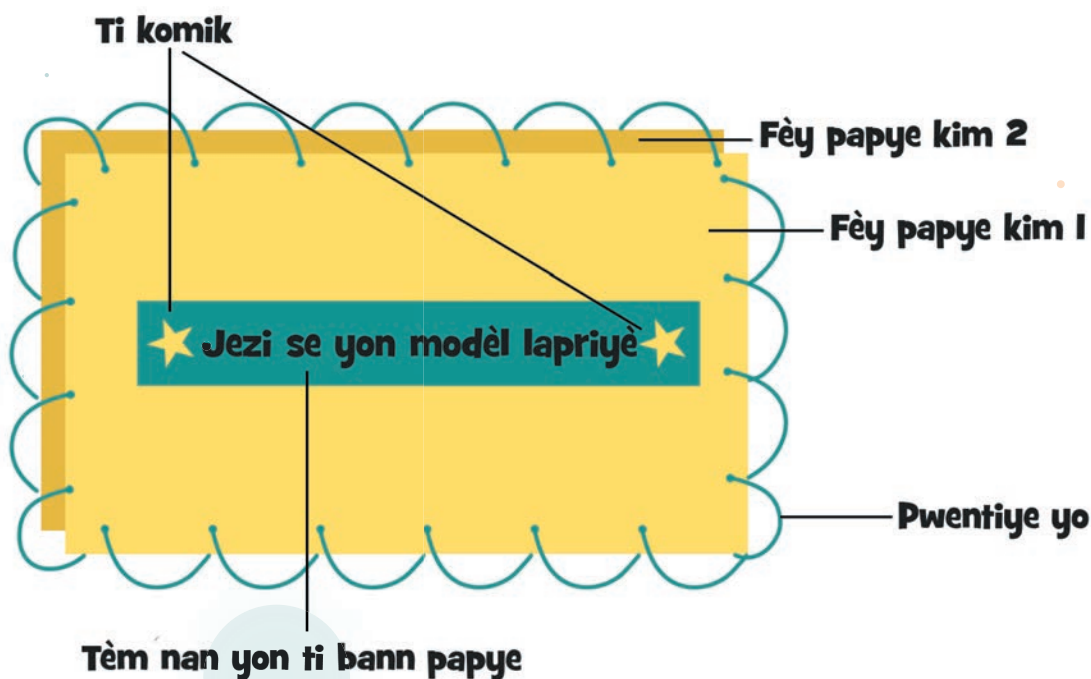 Ti komik
Fèy papye kim 2
Fèy papye kim 1
Jezi se yon modèl lapriyè
Pwentiye yo
Tèm nan yon ti bann papye